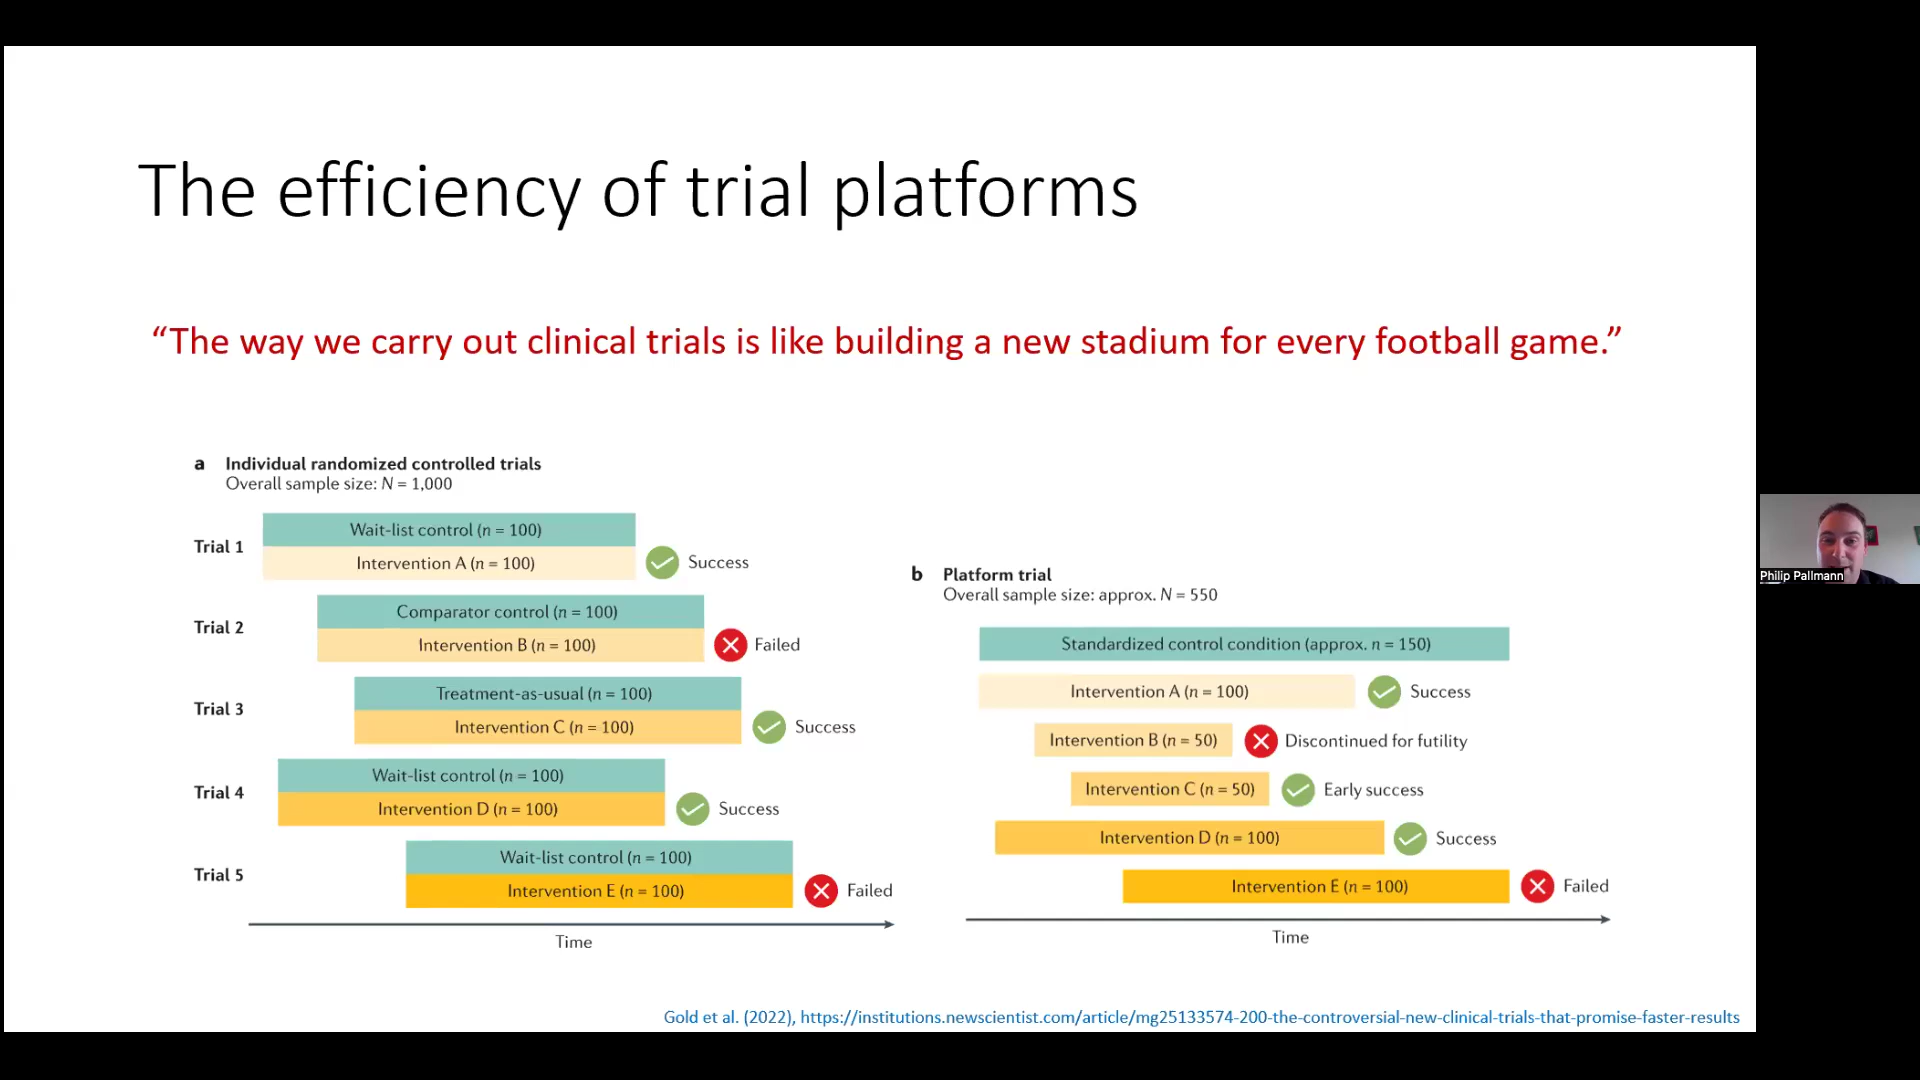 The efficiency of trial platforms
“The way we carry out clinical trials is like building a new stadium for every football game.”
a Individual randomized controlled trials
Overall sample size: N = 1,000
Trial 1
Wait-list control (n = 100)
Intervention A (n = 100)
Success
Trial 2
Comparator control (n = 100)
Intervention B (n = 100)
Failed
Trial 3
Treatment-as-usual (n = 100)
Intervention C (n = 100)
Success
Trial 4
Wait-list control (n = 100)
Intervention D (n = 100)
Success
Trial 5
Wait-list control (n = 100)
Intervention E (n = 100)
Failed
Time
b Platform trial
Overall sample size: approx. N = 550
Standardized control condition (approx. n = 150)
Intervention A (n = 100)
Success
Intervention B (n = 50)
Discontinued for futility
Intervention C (n = 50)
Early success
Intervention D (n = 100)
Success
Intervention E (n = 100)
Failed
Time
Gold et al. (2022), https://institutions.newscientist.com/article/mg25133574-200-the-controversial-new-clinical-trials-that-promise-faster-results
Philip Pallmann